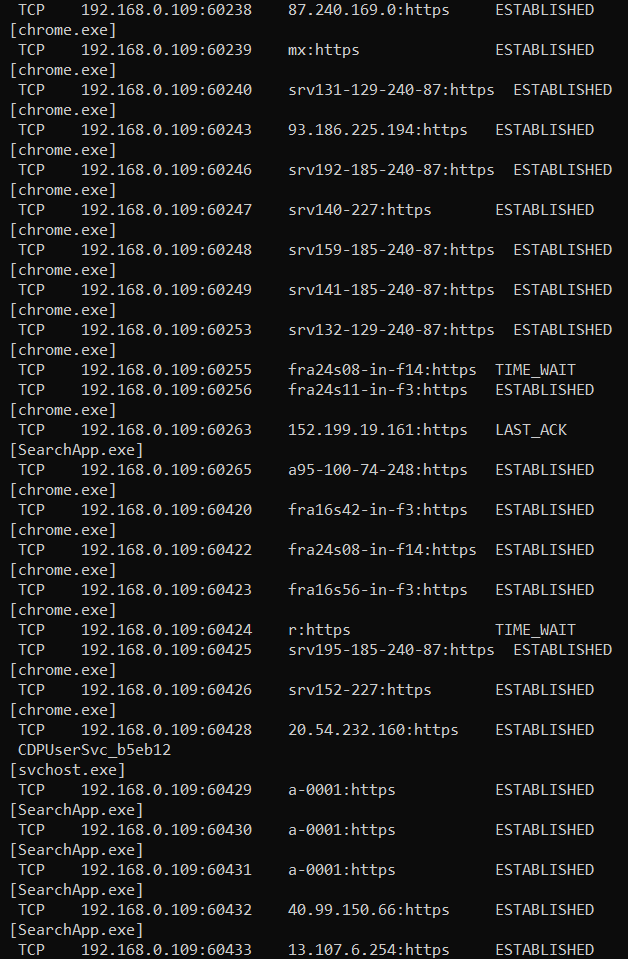 TCP    192.168.0.109:60238    87.240.169.0:https     ESTABLISHED
[chrome.exe]
TCP    192.168.0.109:60239    mx:https               ESTABLISHED
[chrome.exe]
TCP    192.168.0.109:60240    srv131-129-240-87:https  ESTABLISHED
[chrome.exe]
TCP    192.168.0.109:60243    93.186.225.194:https   ESTABLISHED
[chrome.exe]
TCP    192.168.0.109:60246    srv192-185-240-87:https  ESTABLISHED
[chrome.exe]
TCP    192.168.0.109:60247    srv140-227:https       ESTABLISHED
[chrome.exe]
TCP    192.168.0.109:60248    srv159-185-240-87:https  ESTABLISHED
[chrome.exe]
TCP    192.168.0.109:60249    srv141-185-240-87:https  ESTABLISHED
[chrome.exe]
TCP    192.168.0.109:60253    srv132-129-240-87:https  ESTABLISHED
[chrome.exe]
TCP    192.168.0.109:60255    fra24s08-in-f14:https  TIME_WAIT
TCP    192.168.0.109:60256    fra24s11-in-f3:https   ESTABLISHED
[chrome.exe]
TCP    192.168.0.109:60263    152.199.19.161:https   LAST_ACK
[SearchApp.exe]
TCP    192.168.0.109:60265    a95-100-74-248:https   ESTABLISHED
[chrome.exe]
TCP    192.168.0.109:60420    fra16s42-in-f3:https   ESTABLISHED
[chrome.exe]
TCP    192.168.0.109:60422    fra24s08-in-f14:https  ESTABLISHED
[chrome.exe]
TCP    192.168.0.109:60423    fra16s56-in-f3:https   ESTABLISHED
[chrome.exe]
TCP    192.168.0.109:60424    r:https                TIME_WAIT
TCP    192.168.0.109:60425    srv195-185-240-87:https  ESTABLISHED
[chrome.exe]
TCP    192.168.0.109:60426    srv152-227:https       ESTABLISHED
[chrome.exe]
TCP    192.168.0.109:60428    20.54.232.160:https    ESTABLISHED
CDPUserSvc_b5eb12
[svchost.exe]
TCP    192.168.0.109:60429    a-0001:https           ESTABLISHED
[SearchApp.exe]
TCP    192.168.0.109:60430    a-0001:https           ESTABLISHED
[SearchApp.exe]
TCP    192.168.0.109:60431    a-0001:https           ESTABLISHED
[SearchApp.exe]
TCP    192.168.0.109:60432    40.99.150.66:https     ESTABLISHED
[SearchApp.exe]
TCP    192.168.0.109:60433    13.107.6.254:https     ESTABLISHED